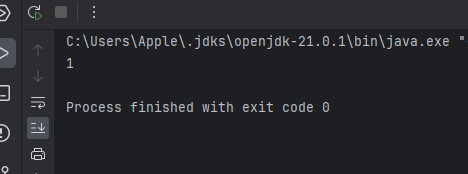 C:\Users\Apple\.jdks\openjdk-21.0.1\bin\java.exe "
1
Process finished with exit code 0